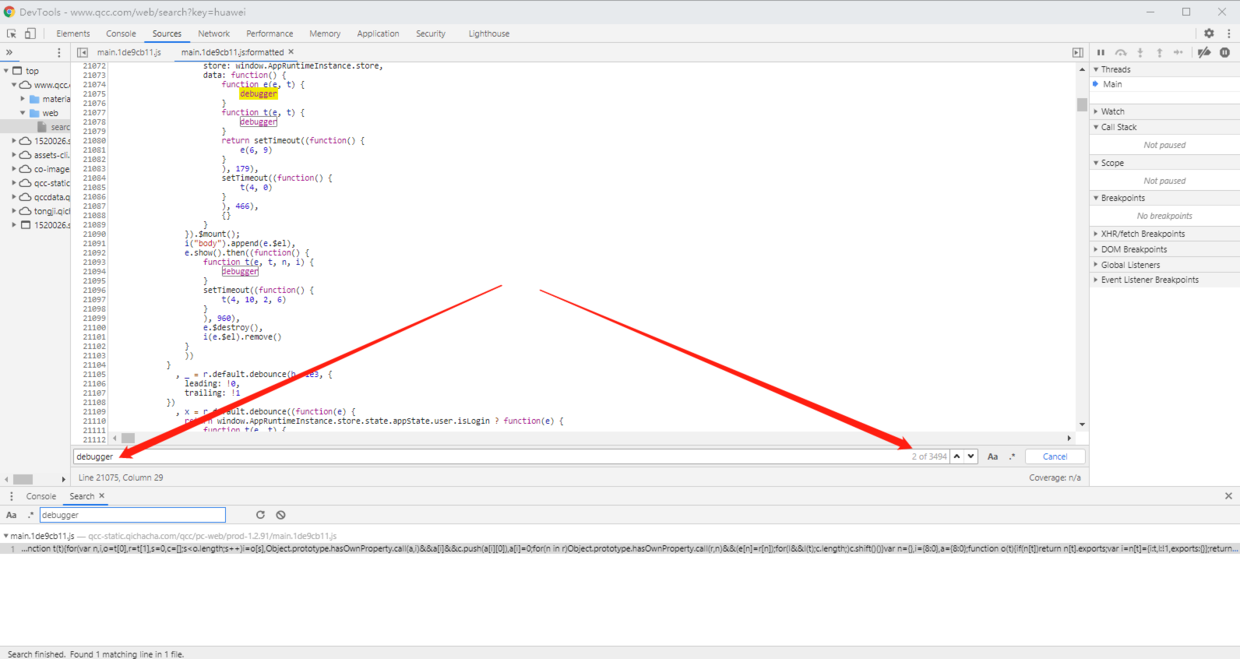 DevTools - www.qcc.com/web/search?key=huawei
Elements Console Sources Network Performance Memory Application Security Lighthouse
main.1de9cb11.js main.1de9cb11.js:formatted
top
www.qcc.
materia
web
searc
1520026.s
assets-cli.
co-image.
qcc-static
qccdata.q
tongji.qich
1520026.s
21072 store: window.AppRuntimeInstance.store,
21073 data: function() {
21074 function e(e, t) {
21075 debugger
21076 }
21077 function t(e, t) {
21078 debugger
21079 }
21080 return setTimeout((function() {
21081 e(6, 9)
21082 }
21083 ), 179),
21084 setTimeout((function() {
21085 t(4, 0)
21086 }
21087 ), 466),
21088 {}
21089 }
21090 }).$mount();
21091 i("body").append(e.$el),
21092 e.show().then((function() {
21093 function t(e, t, n, i) {
21094 debugger
21095 }
21096 setTimeout((function() {
21097 t(4, 10, 2, 6)
21098 }
21099 ), 960),
21100 e.$destroy(),
21101 i(e.$el).remove()
21102 }
21103 ))
21104 }
21105 , _ = r.default.debounce(
21106 leading: !0,
21107 trailing: !1
21108 })
21109 , x = r.default.debounce((function(e) {
21110 return window.AppRuntimeInstance.store.state.appState.user.isLogin ? function(e) {
21111 function t(e, t) {
21112
debugger 2 of 3494 Aa .* Cancel
Line 21075, Column 29 Coverage: n/a
Threads
Main
Watch
Call Stack
Not paused
Scope
Not paused
Breakpoints
No breakpoints
XHR/fetch Breakpoints
DOM Breakpoints
Global Listeners
Event Listener Breakpoints
Console Search
Aa .* debugger
main.1de9cb11.js — qcc-static.qichacha.com/qcc/pc-web/prod-1.2.91/main.1de9cb11.js
1 ...nction t(t){for(var n,i,o=t[0],r=t[1],s=0,c=[];s<o.length;s++)i=o[s],Object.prototype.hasOwnProperty.call(a,i)&&a[i]&&c.push(a[i][0]),a[i]=0;for(n in r)Object.prototype.hasOwnProperty.call(r,n)&&(e[n]=r[n]);for(l&&l(t);c.length;)c.shift()()}var n={},i={8:0},a={8:0};function o(t){if(n[t])return n[t].exports;var i=n[t]={i:t,l:!1,exports:{}};return...
Search finished. Found 1 matching line in 1 file.